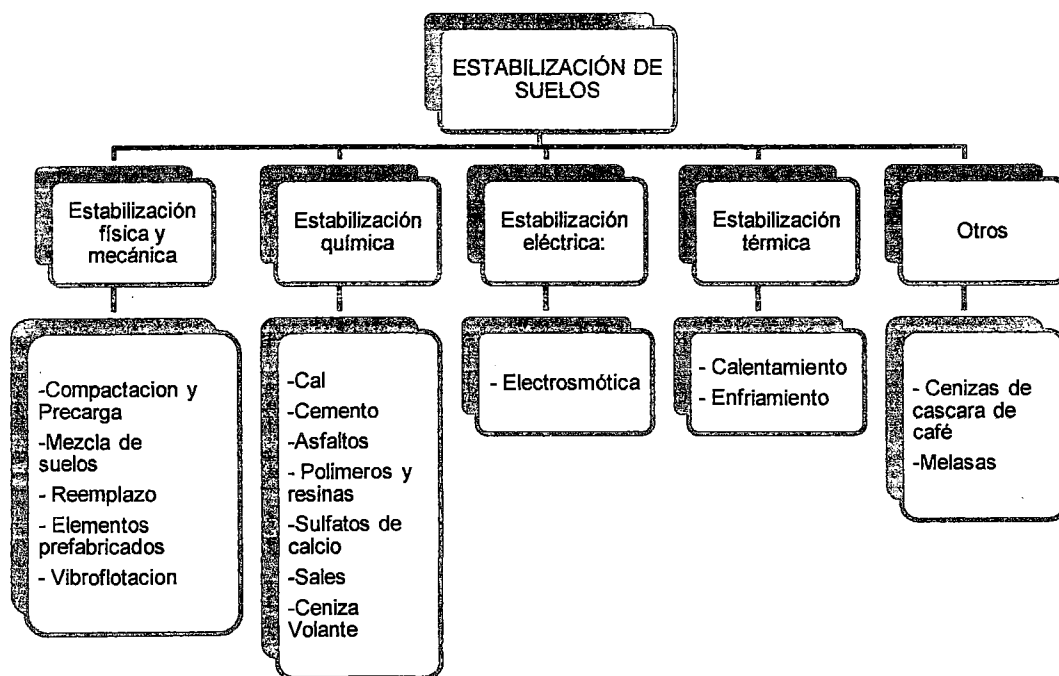 ESTABILIZACIÓN DE
SUELOS
Estabilización
física y
mecánica
Estabilización
química
Estabilización
eléctrica:
Estabilización
térmica
Otros
-Compactacion y
Precarga
-Mezcla de
suelos
- Reemplazo
- Elementos
prefabricados
- Vibroflotacion
-Cal
-Cemento
-Asfaltos
- Polimeros y
resinas
-Sulfatos de
calcio
-Sales
-Ceniza
Volante
- Electrosmótica
- Calentamiento
- Enfriamiento
- Cenizas de
cascara de
café
-Melasas